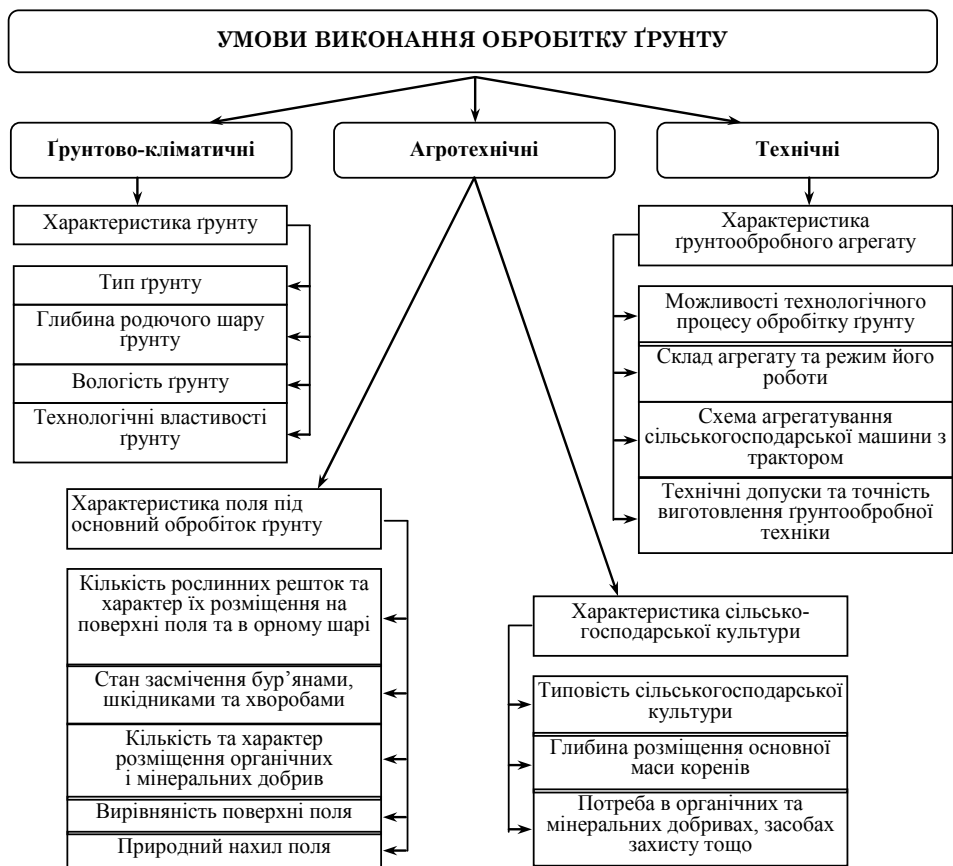 УМОВИ ВИКОНАННЯ ОБРОБІТКУ ҐРУНТУ
Ґрунтово-кліматичні
Агротехнічні
Технічні
Характеристика ґрунту
Тип ґрунту
Глибина родючого шару
ґрунту
Вологість ґрунту
Технологічні властивості
ґрунту
Характеристика
ґрунтообробного агрегату
Можливості технологічного
процесу обробітку ґрунту
Склад агрегату та режим його
роботи
Схема агрегатування
сільськогосподарської машини з
трактором
Технічні допуски та точність
виготовлення ґрунтообробної
техніки
Характеристика поля під
основний обробіток ґрунту
Кількість рослинних решток та
характер їх розміщення на
поверхні поля та в орному шарі
Стан засмічення бур’янами,
шкідниками та хворобами
Кількість та характер
розміщення органічних
і мінеральних добрив
Вирівняність поверхні поля
Природний нахил поля
Характеристика сільсько-
господарської культури
Типовість сільськогосподарської
культури
Глибина розміщення основної
маси коренів
Потреба в органічних та
мінеральних добривах, засобах
захисту тощо